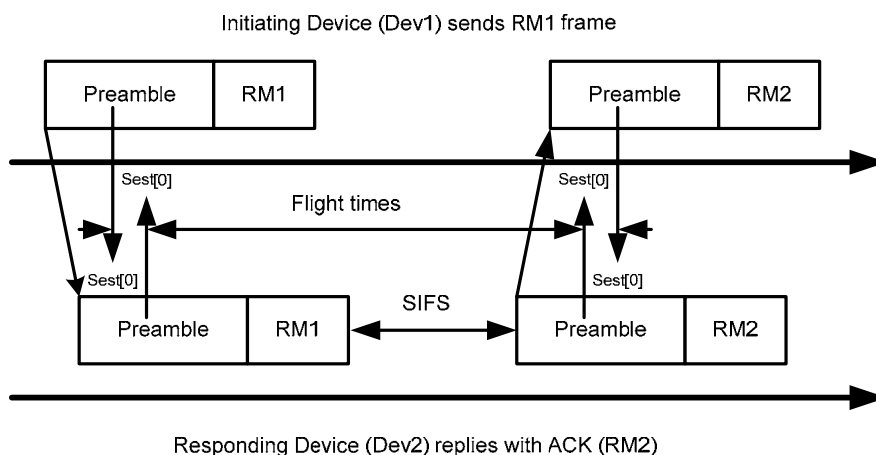 Initiating Device (Dev1) sends RM1 frame
Preamble RM1 Preamble RM2
Sest[0] Sest[0]
Flight times
Sest[0] Sest[0]
SIFS
Preamble RM1 Preamble RM2
Responding Device (Dev2) replies with ACK (RM2)